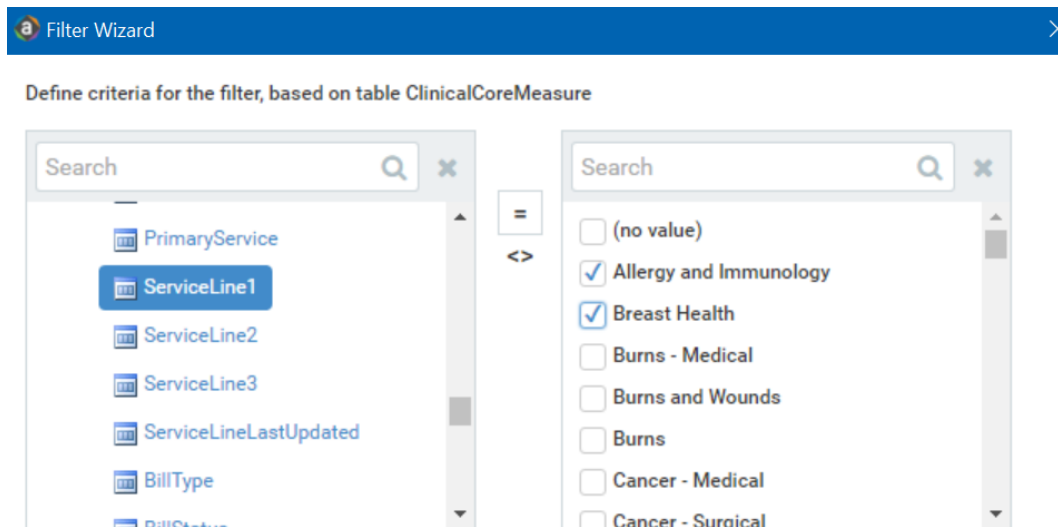 Filter Wizard
Define criteria for the filter, based on table ClinicalCoreMeasure
Search
PrimaryService
ServiceLine1
ServiceLine2
ServiceLine3
ServiceLineLastUpdated
BillType
BillStatus
=
<>
Search
(no value)
Allergy and Immunology
Breast Health
Burns - Medical
Burns and Wounds
Burns
Cancer - Medical
Cancer - Surgical